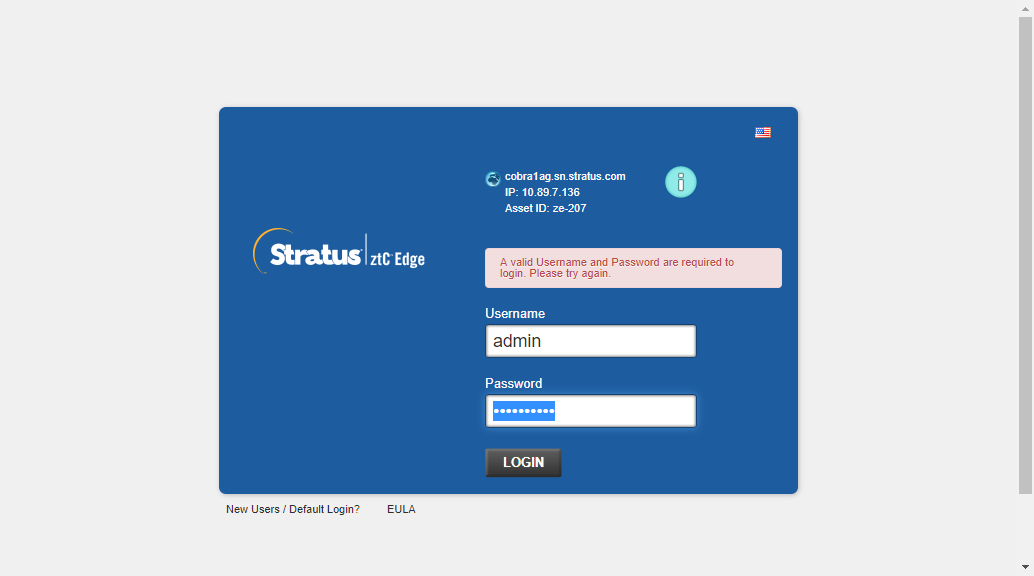 cobra1ag.sn.stratus.com
IP: 10.89.7.136
Asset ID: ze-207
Stratus ztC Edge
A valid Username and Password are required to
login. Please try again.
Username
admin
Password
••••••••••
LOGIN
New Users / Default Login? EULA